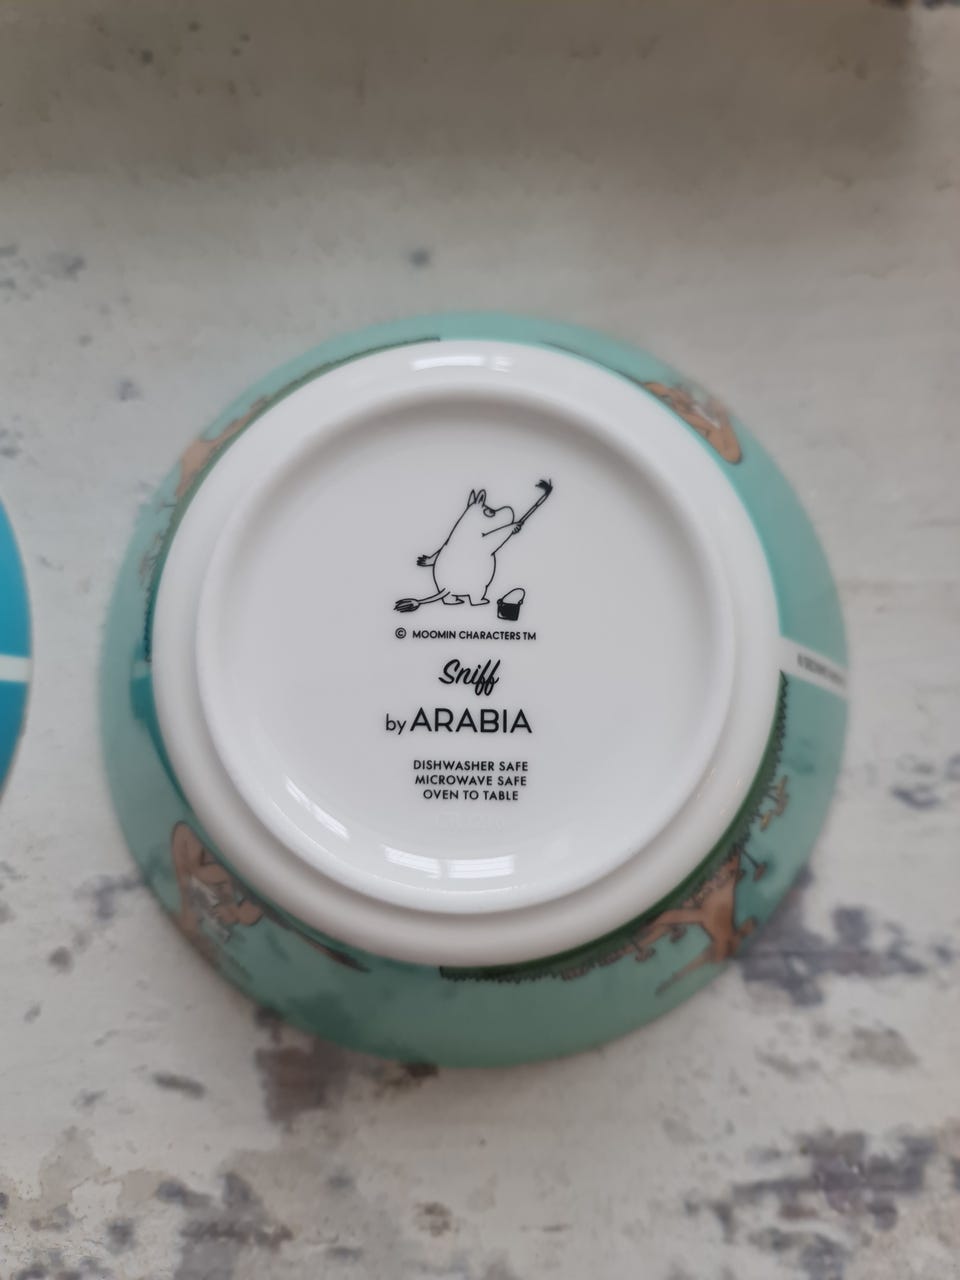 © MOOMIN CHARACTERS TM
Sniff
by ARABIA
DISHWASHER SAFE
MICROWAVE SAFE
OVEN TO TABLE